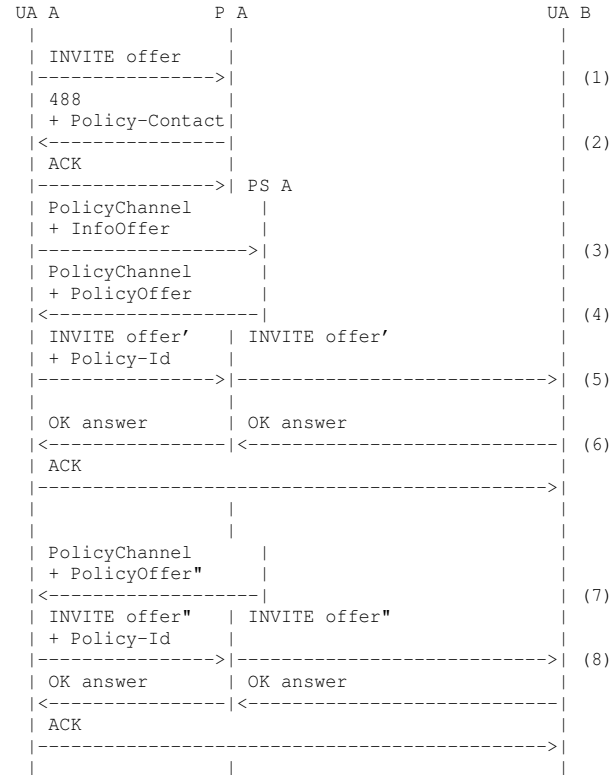 UA A P A UA B
INVITE offer
(1)
488
+ Policy-Contact
(2)
ACK
PS A
PolicyChannel
+ InfoOffer
(3)
PolicyChannel
+ PolicyOffer
(4)
INVITE offer' INVITE offer'
+ Policy-Id
(5)
OK answer OK answer
(6)
ACK
PolicyChannel
+ PolicyOffer"
(7)
INVITE offer" INVITE offer"
+ Policy-Id
(8)
OK answer OK answer
ACK